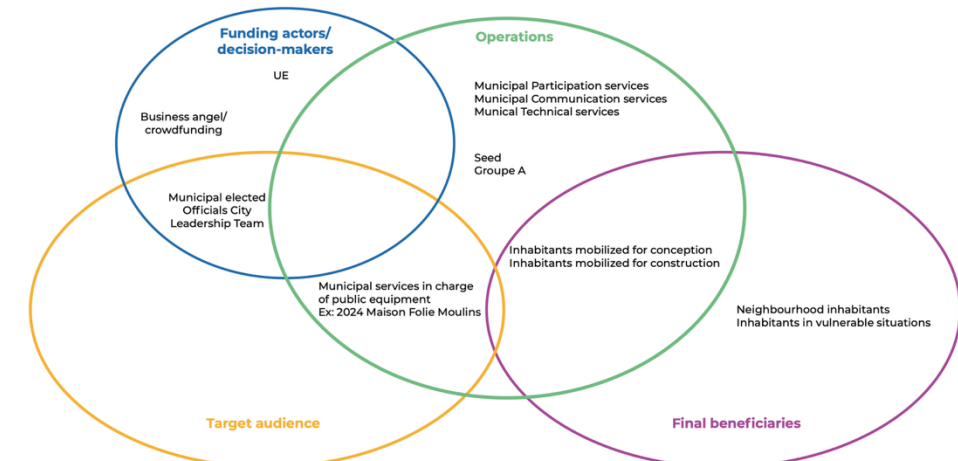 Funding actors/
decision-makers
UE
Business angel/
crowdfunding
Operations
Municipal Participation services
Municipal Communication services
Munical Technical services
Seed
Groupe A
Municipal elected
Officials City
Leadership Team
Inhabitants mobilized for conception
Inhabitants mobilized for construction
Municipal services in charge
of public equipment
Ex: 2024 Maison Folie Moulins
Neighbourhood inhabitants
Inhabitants in vulnerable situations
Target audience
Final beneficiaries